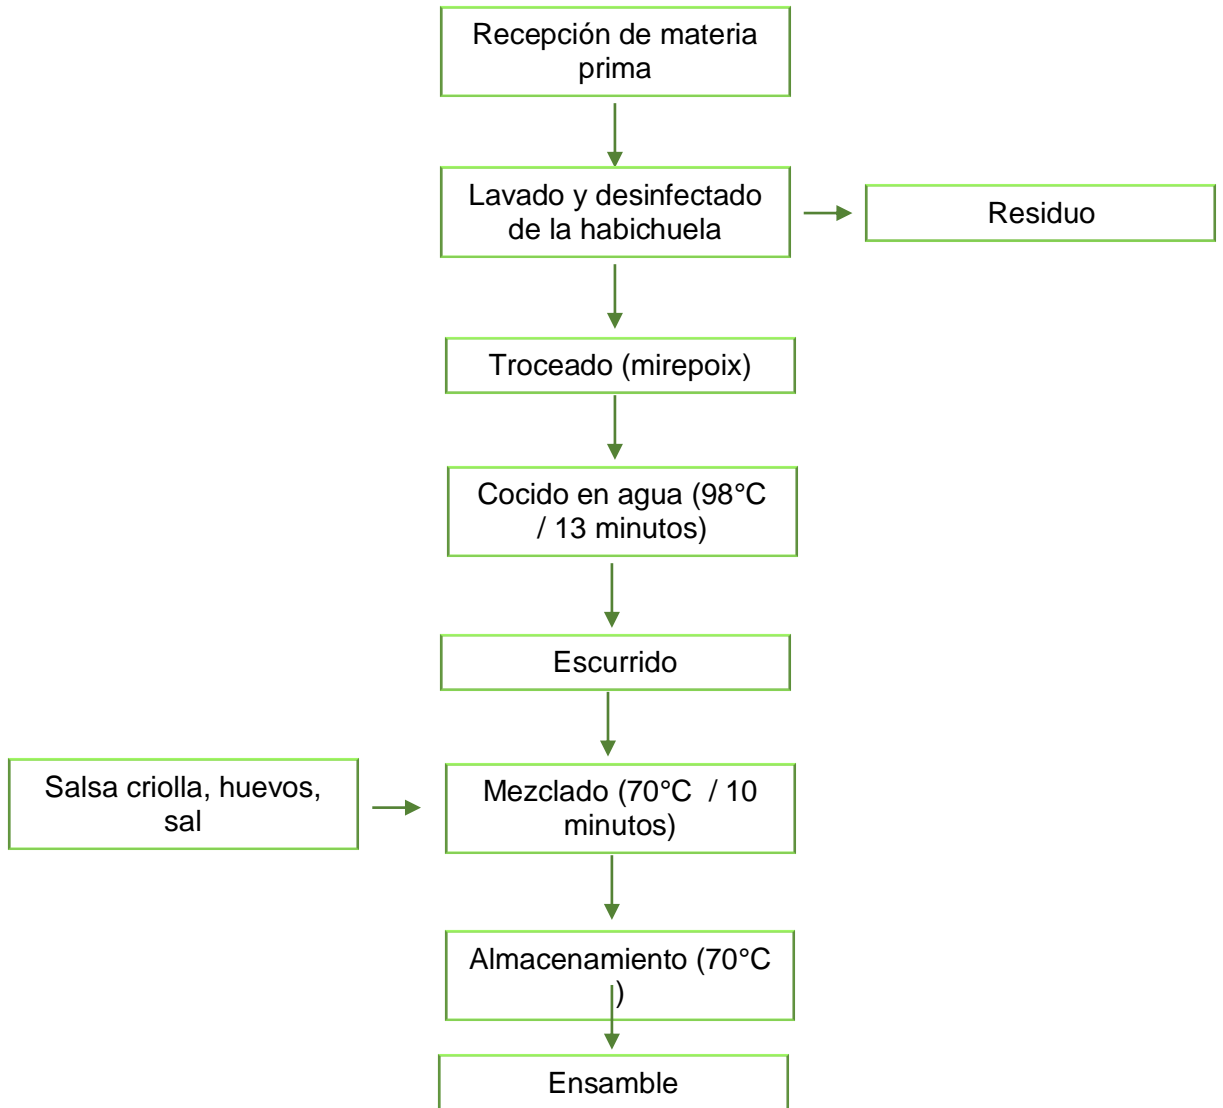 Recepción de materia
prima
Lavado y desinfectado
de la habichuela
Residuo
Troceado (mirepoix)
Cocido en agua (98°C
/ 13 minutos)
Escurrido
Salsa criolla, huevos,
sal
Mezclado (70°C / 10
minutos)
Almacenamiento (70°C
)
Ensamble